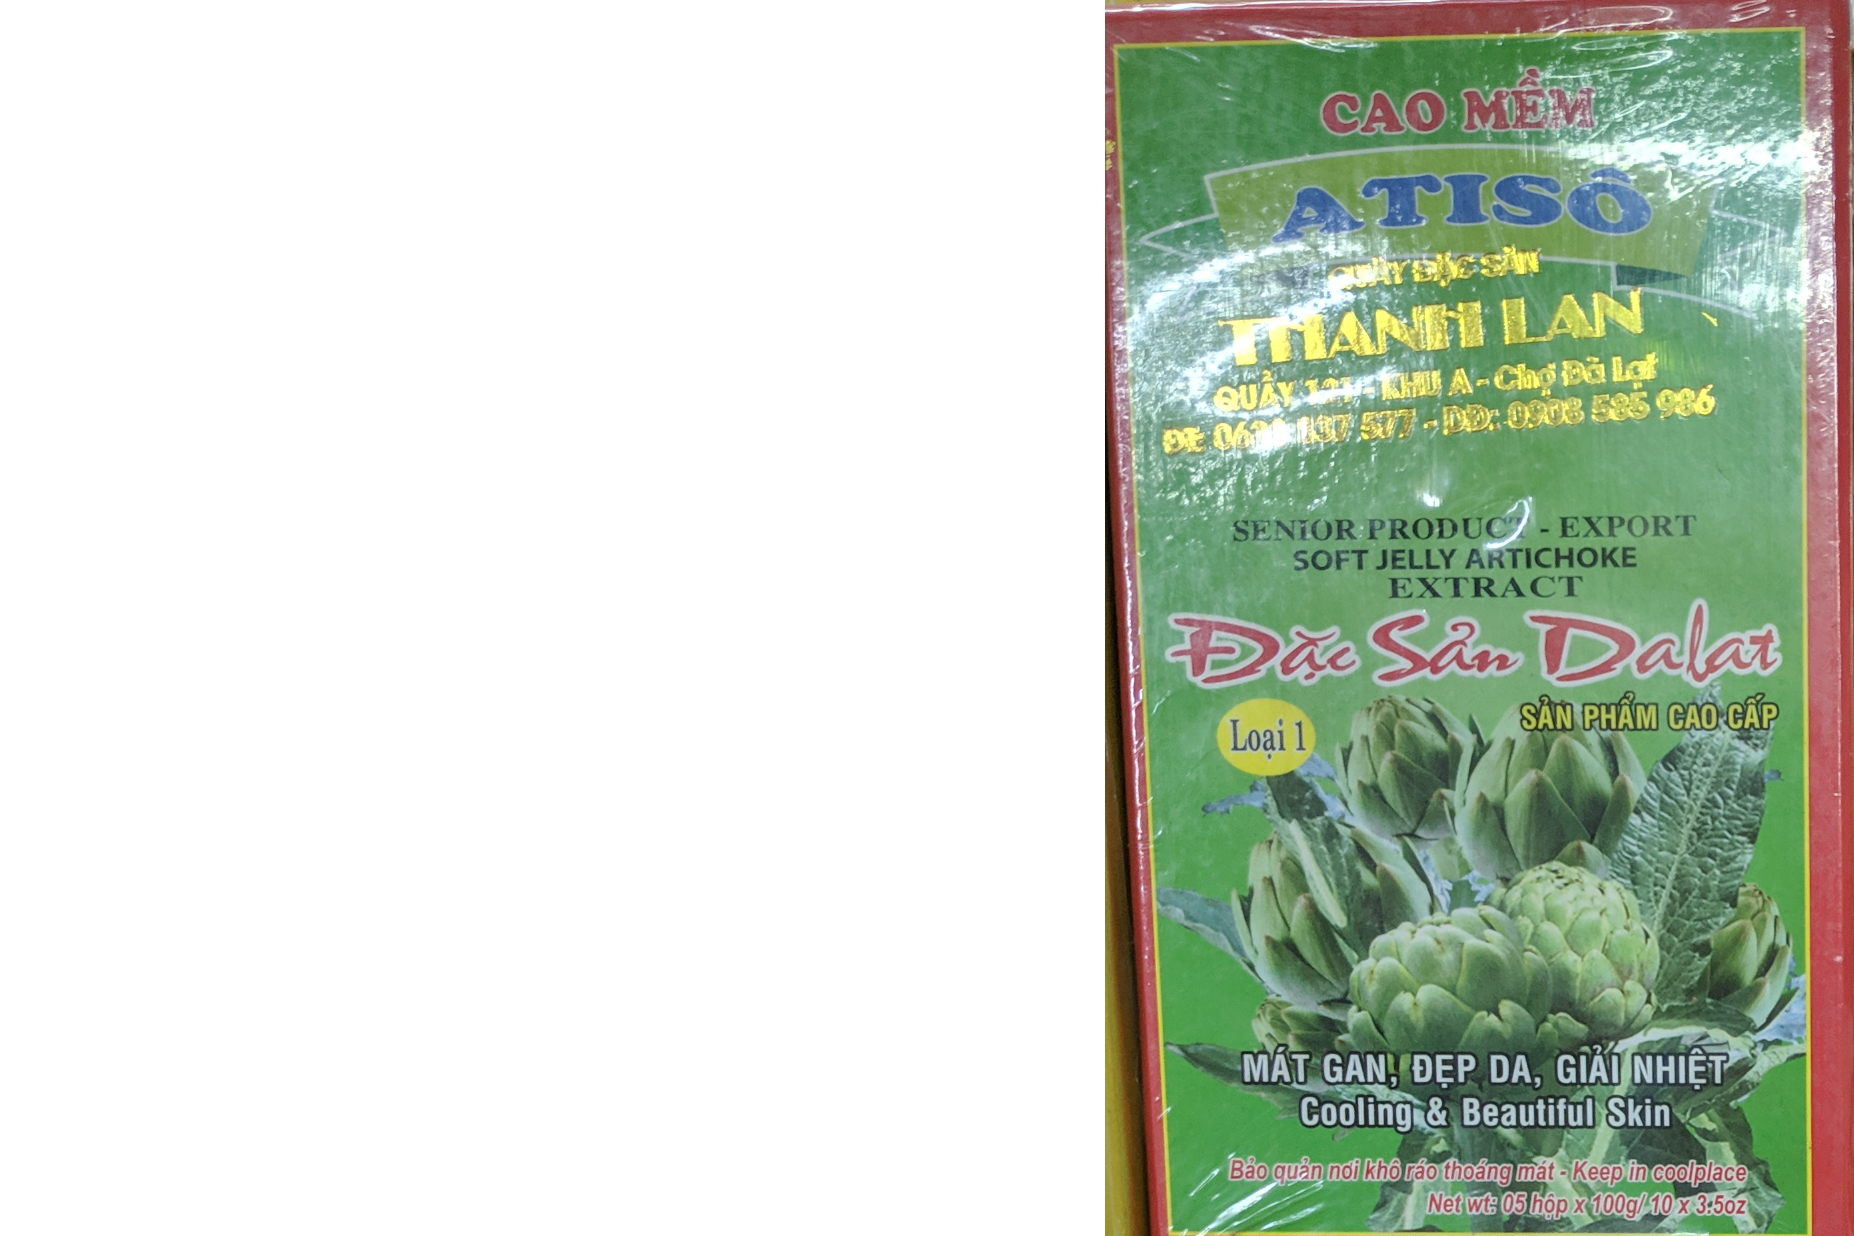 CAO MỀM
ATISÔ
QUẦY ĐẶC SẢN
THANH LAN
QUẦY 121 - KHU A - Chợ Đà Lạt
577 - DĐ: 0908 585 986
SENIOR PRODUCT - EXPORT
SOFT JELLY ARTICHOKE
EXTRACT
Đặc Sản Dalat
SẢN PHẨM CAO CẤP
Loại 1
MÁT GAN, ĐẸP DA, GIẢI NHIỆT
Cooling & Beautiful Skin
Bảo quản nơi khô ráo thoáng mát - Keep in coolplace
Net wt: 05 hộp x 100g/ 10 x 3.5oz